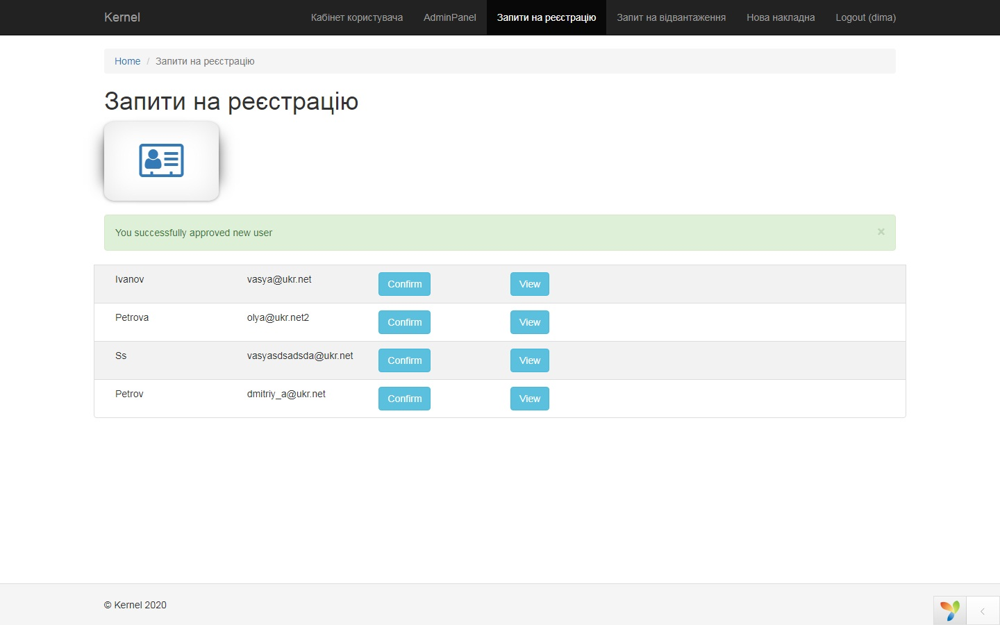 Kernel Кабінет користувача AdminPanel Запити на реєстрацію Запит на відвантаження Нова накладна Logout (dima)
Home / Запити на реєстрацію
Запити на реєстрацію
You successfully approved new user ×
Ivanov vasya@ukr.net Confirm View
Petrova olya@ukr.net2 Confirm View
Ss vasyasdsadsda@ukr.net Confirm View
Petrov dmitriy_a@ukr.net Confirm View
© Kernel 2020